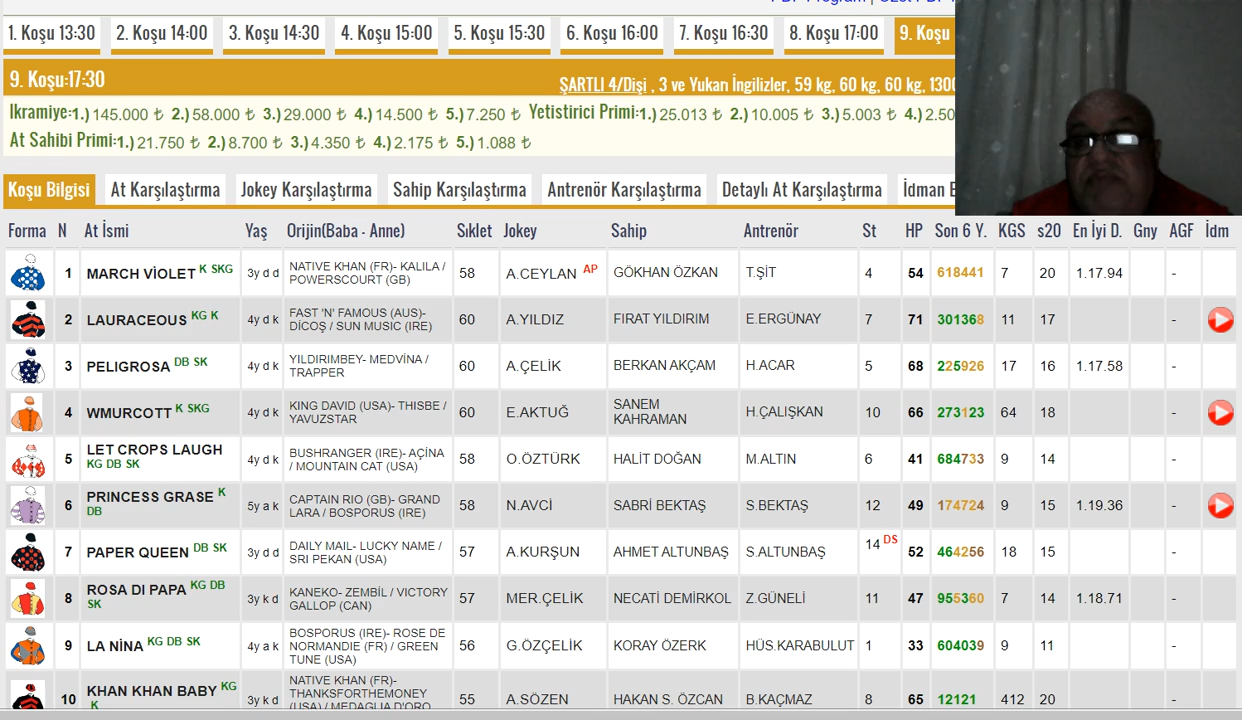 1. Koşu 13:30 2. Koşu 14:00 3. Koşu 14:30 4. Koşu 15:00 5. Koşu 15:30 6. Koşu 16:00 7. Koşu 16:30 8. Koşu 17:00 9. Koşu
9. Koşu:17:30 ŞARTLI 4/Dişi , 3 ve Yukarı İngilizler, 59 kg, 60 kg, 60 kg, 1300
Ikramiye:1.) 145.000 ₺ 2.) 58.000 ₺ 3.) 29.000 ₺ 4.) 14.500 ₺ 5.) 7.250 ₺ Yetistirici Primi:1.) 25.013 ₺ 2.) 10.005 ₺ 3.) 5.003 ₺ 4.) 2.50
At Sahibi Primi:1.) 21.750 ₺ 2.) 8.700 ₺ 3.) 4.350 ₺ 4.) 2.175 ₺ 5.) 1.088 ₺
Koşu Bilgisi At Karşılaştırma Jokey Karşılaştırma Sahip Karşılaştırma Antrenör Karşılaştırma Detaylı At Karşılaştırma İdman
Forma N At İsmi Yaş Orijin(Baba - Anne) Sıklet Jokey Sahip Antrenör St HP Son 6 Y. KGS s20 En İyi D. Gny AGF İdm
1 MARCH VİOLET K SKG 3y d d NATIVE KHAN (FR)- KALILA / POWERSCOURT (GB) 58 A.CEYLAN AP GÖKHAN ÖZKAN T.ŞİT 4 54 618441 7 20 1.17.94 -
2 LAURACEOUS KG K 4y d k FAST 'N' FAMOUS (AUS)- DİCOŞ / SUN MUSIC (IRE) 60 A.YILDIZ FIRAT YILDIRIM E.ERGÜNAY 7 71 301368 11 17 -
3 PELIGROSA DB SK 4y d k YILDIRIMBEY- MEDVİNA / TRAPPER 60 A.ÇELİK BERKAN AKÇAM H.ACAR 5 68 225926 17 16 1.17.58 -
4 WMURCOTT K SKG 4y d k KING DAVID (USA)- THISBE / YAVUZSTAR 60 E.AKTUĞ SANEM KAHRAMAN H.ÇALIŞKAN 10 66 273123 64 18 -
5 LET CROPS LAUGH KG DB SK 4y d k BUSHRANGER (IRE)- AÇİNA / MOUNTAIN CAT (USA) 58 O.ÖZTÜRK HALİT DOĞAN M.ALTIN 6 41 684733 9 14 -
6 PRINCESS GRASE K DB 5y a k CAPTAIN RIO (GB)- GRAND LARA / BOSPORUS (IRE) 58 N.AVCİ SABRİ BEKTAŞ S.BEKTAŞ 12 49 174724 9 15 1.19.36 -
7 PAPER QUEEN DB SK 3y d d DAILY MAIL- LUCKY NAME / SRI PEKAN (USA) 57 A.KURŞUN AHMET ALTUNBAŞ S.ALTUNBAŞ 14 DS 52 464256 18 15 -
8 ROSA DI PAPA KG DB SK 3y k d KANEKO- ZEMBİL / VICTORY GALLOP (CAN) 57 MER.ÇELİK NECATİ DEMİRKOL Z.GÜNELİ 11 47 955360 7 14 1.18.71 -
9 LA NİNA KG DB SK 4y a k BOSPORUS (IRE)- ROSE DE NORMANDIE (FR) / GREEN TUNE (USA) 56 G.ÖZÇELİK KORAY ÖZERK HÜS.KARABULUT 1 33 604039 9 11 -
10 KHAN KHAN BABY KG K 3y k d NATIVE KHAN (FR)- THANKSFORTHEMONEY (USA) / MEDAGLIA D'ORO 55 A.SÖZEN HAKAN S. ÖZCAN B.KAÇMAZ 8 65 12121 412 20 -